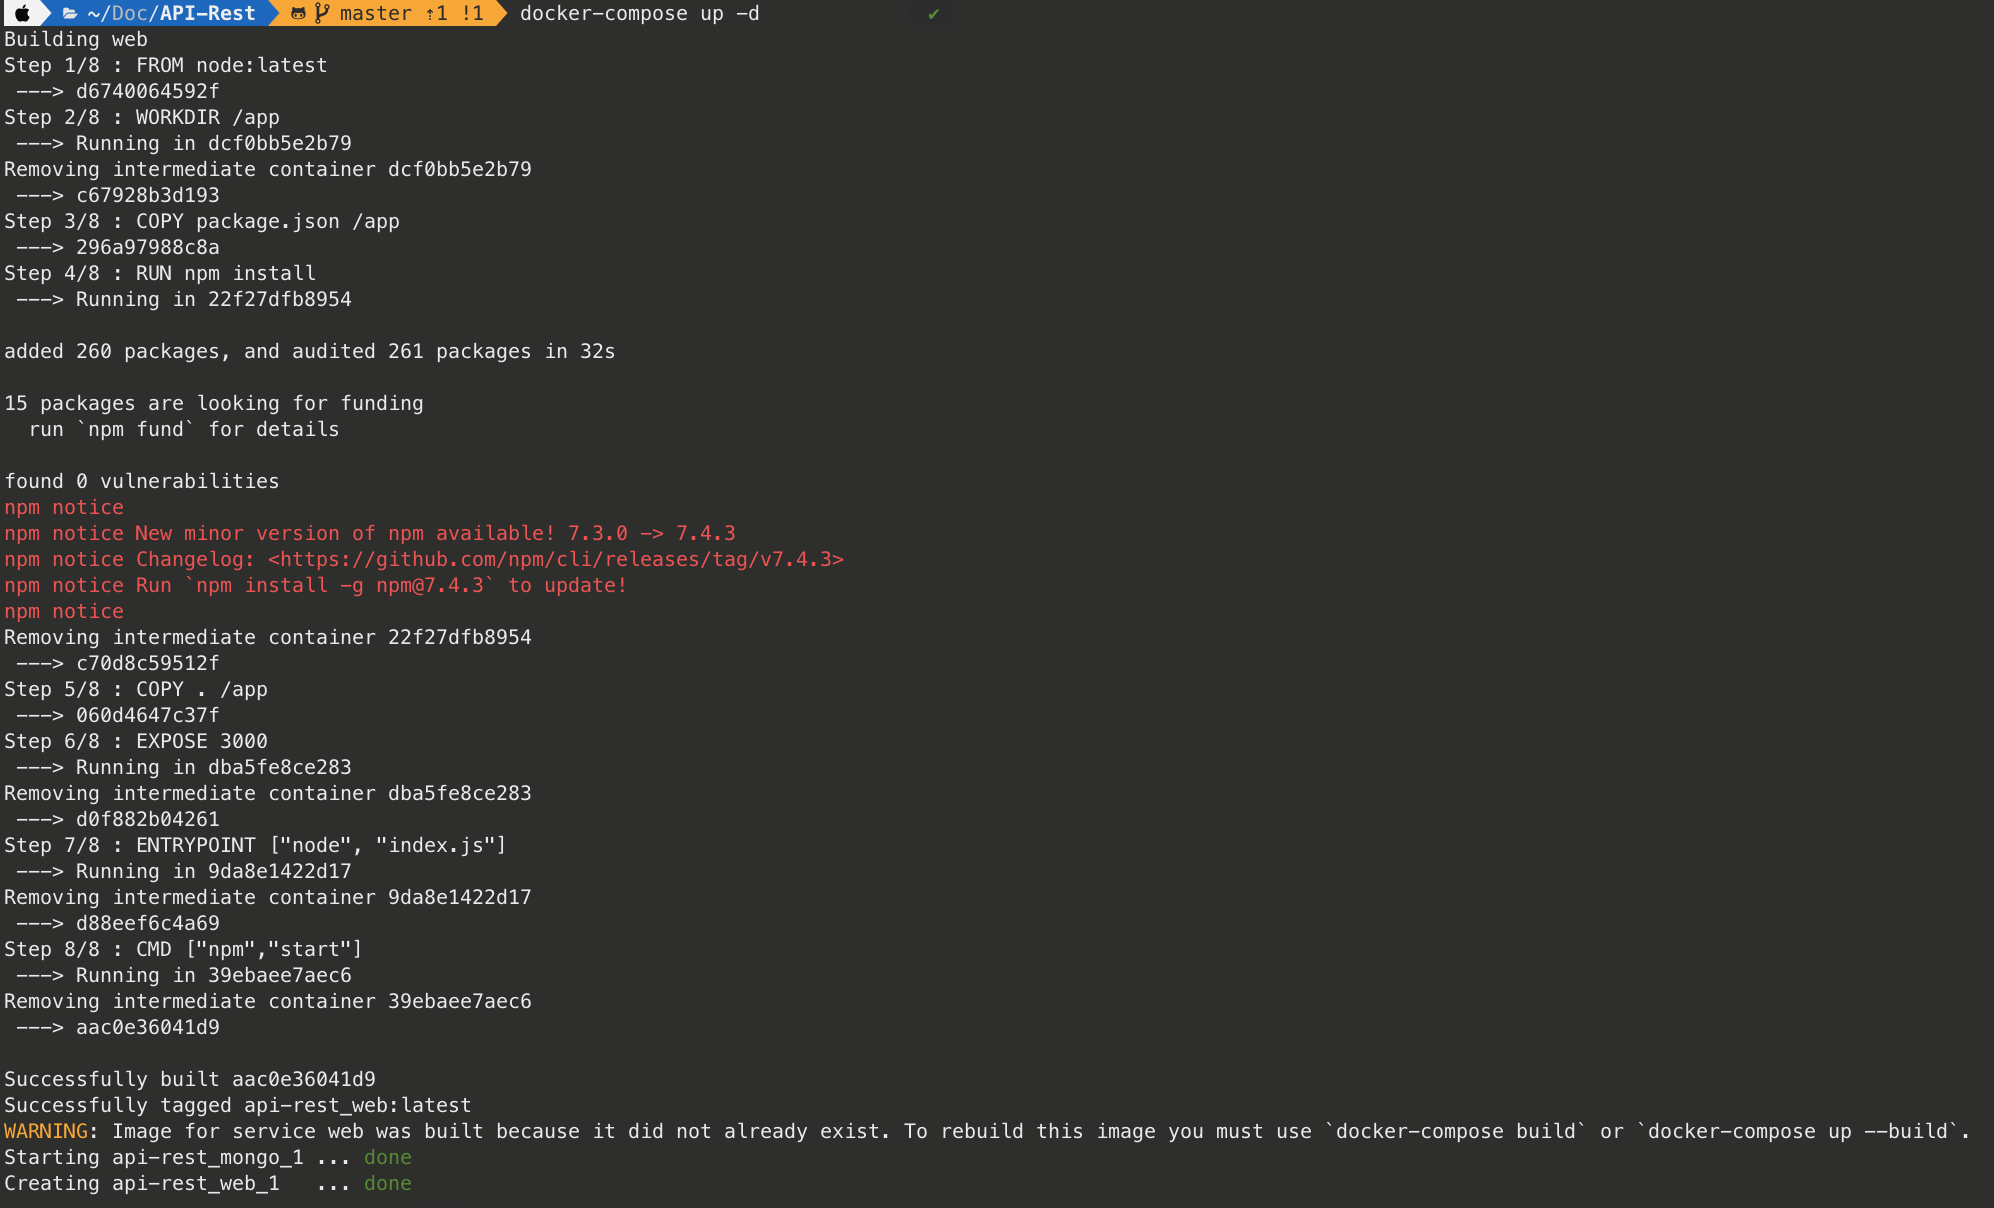 ~/Doc/API-Rest master ⇡1 !1 docker-compose up -d ✔
Building web
Step 1/8 : FROM node:latest
 ---> d6740064592f
Step 2/8 : WORKDIR /app
 ---> Running in dcf0bb5e2b79
Removing intermediate container dcf0bb5e2b79
 ---> c67928b3d193
Step 3/8 : COPY package.json /app
 ---> 296a97988c8a
Step 4/8 : RUN npm install
 ---> Running in 22f27dfb8954
added 260 packages, and audited 261 packages in 32s
15 packages are looking for funding
  run `npm fund` for details
found 0 vulnerabilities
npm notice
npm notice New minor version of npm available! 7.3.0 -> 7.4.3
npm notice Changelog: <https://github.com/npm/cli/releases/tag/v7.4.3>
npm notice Run `npm install -g npm@7.4.3` to update!
npm notice
Removing intermediate container 22f27dfb8954
 ---> c70d8c59512f
Step 5/8 : COPY . /app
 ---> 060d4647c37f
Step 6/8 : EXPOSE 3000
 ---> Running in dba5fe8ce283
Removing intermediate container dba5fe8ce283
 ---> d0f882b04261
Step 7/8 : ENTRYPOINT ["node", "index.js"]
 ---> Running in 9da8e1422d17
Removing intermediate container 9da8e1422d17
 ---> d88eef6c4a69
Step 8/8 : CMD ["npm","start"]
 ---> Running in 39ebaee7aec6
Removing intermediate container 39ebaee7aec6
 ---> aac0e36041d9
Successfully built aac0e36041d9
Successfully tagged api-rest_web:latest
WARNING: Image for service web was built because it did not already exist. To rebuild this image you must use `docker-compose build` or `docker-compose up --build`.
Starting api-rest_mongo_1 ... done
Creating api-rest_web_1   ... done